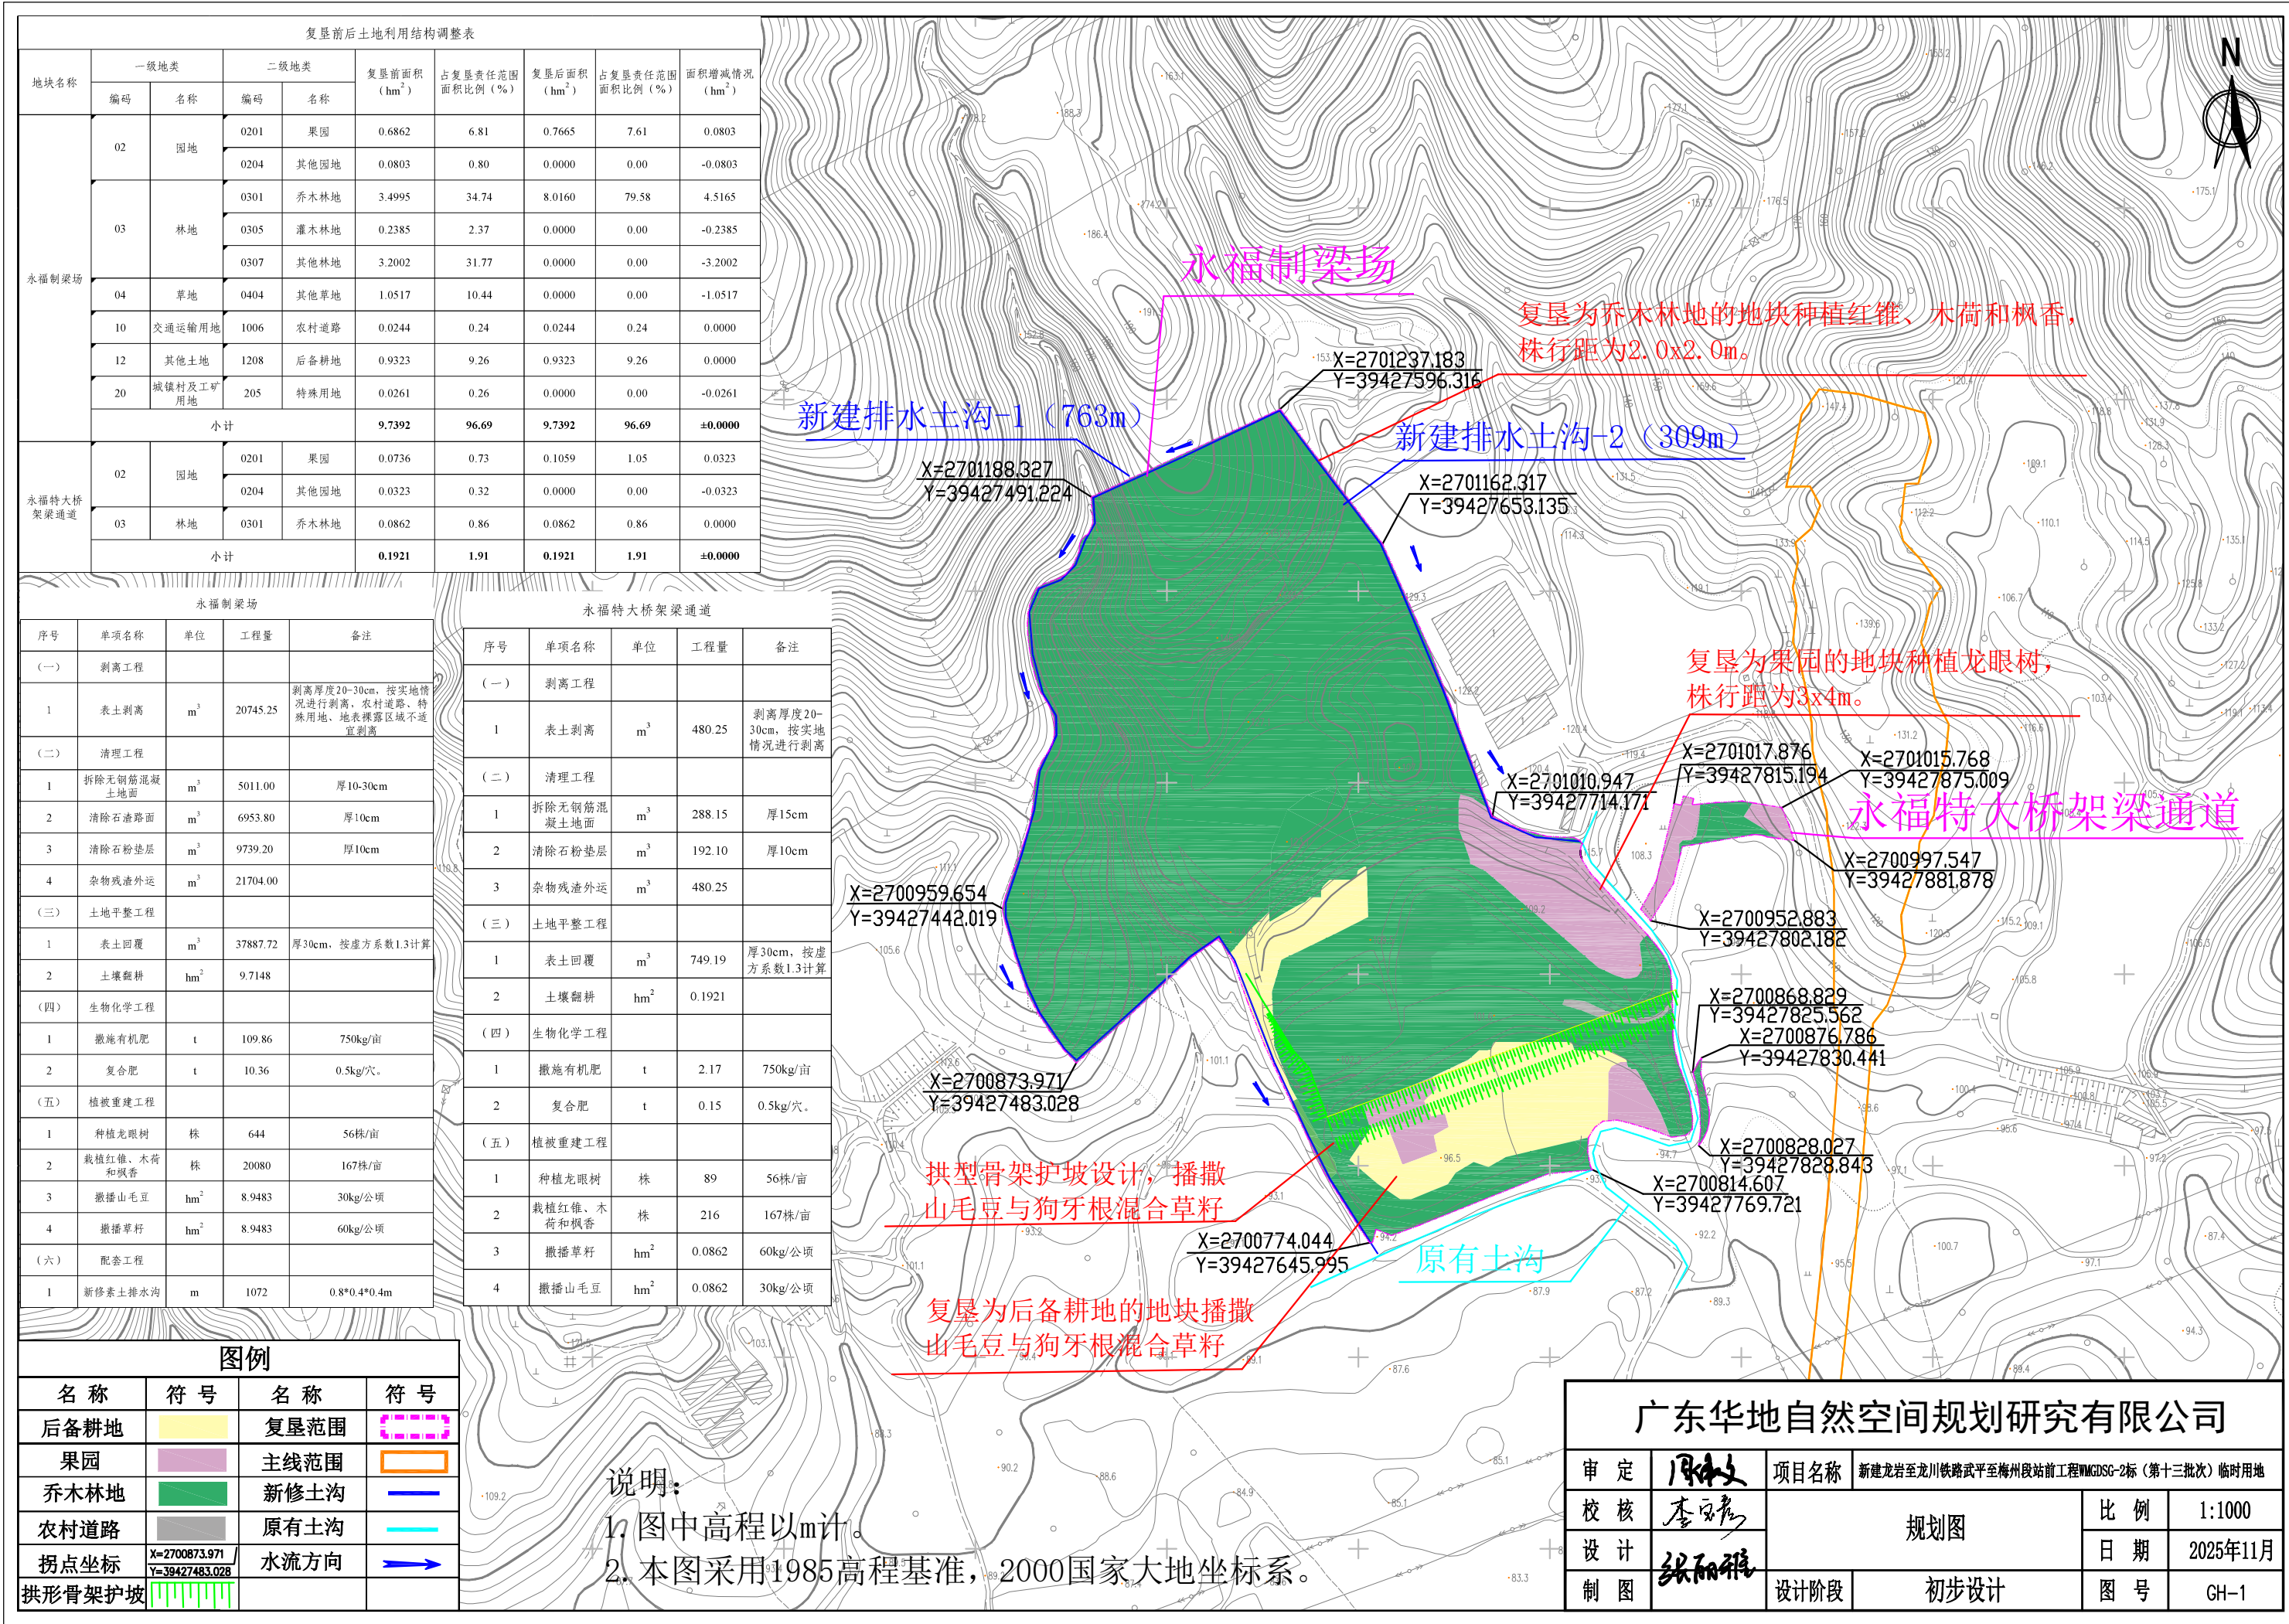 复垦前后土地利用结构调整表
地块名称 一级地类 二级地类 复垦前面积（hm²） 占复垦责任范围面积比例（%） 复垦后面积（hm²） 占复垦责任范围面积比例（%） 面积增减情况（hm²）
编码 名称 编码 名称
永福制梁场 02 园地 0201 果园 0.6862 6.81 0.7665 7.61 0.0803
0204 其他园地 0.0803 0.80 0.0000 0.00 -0.0803
03 林地 0301 乔木林地 3.4995 34.74 8.0160 79.58 4.5165
0305 灌木林地 0.2385 2.37 0.0000 0.00 -0.2385
0307 其他林地 3.2002 31.77 0.0000 0.00 -3.2002
04 草地 0404 其他草地 1.0517 10.44 0.0000 0.00 -1.0517
10 交通运输用地 1006 农村道路 0.0244 0.24 0.0244 0.24 0.0000
12 其他土地 1208 后备耕地 0.9323 9.26 0.9323 9.26 0.0000
20 城镇村及工矿用地 205 特殊用地 0.0261 0.26 0.0000 0.00 -0.0261
小计 9.7392 96.69 9.7392 96.69 ±0.0000
永福特大桥架梁通道 02 园地 0201 果园 0.0736 0.73 0.1059 1.05 0.0323
0204 其他园地 0.0323 0.32 0.0000 0.00 -0.0323
03 林地 0301 乔木林地 0.0862 0.86 0.0862 0.86 0.0000
小计 0.1921 1.91 0.1921 1.91 ±0.0000
永福制梁场
序号 单项名称 单位 工程量 备注
（一） 剥离工程
1 表土剥离 m³ 20745.25 剥离厚度20-30cm，按实地情况进行剥离，农村道路、特殊用地、地表裸露区域不适宜剥离
（二） 清理工程
1 拆除无钢筋混凝土地面 m³ 5011.00 厚10-30cm
2 清除石渣路面 m³ 6953.80 厚10cm
3 清除石粉垫层 m³ 9739.20 厚10cm
4 杂物残渣外运 m³ 21704.00
（三） 土地平整工程
1 表土回覆 m³ 37887.72 厚30cm，按虚方系数1.3计算
2 土壤翻耕 hm² 9.7148
（四） 生物化学工程
1 撒施有机肥 t 109.86 750kg/亩
2 复合肥 t 10.36 0.5kg/穴。
（五） 植被重建工程
1 种植龙眼树 株 644 56株/亩
2 栽植红锥、木荷和枫香 株 20080 167株/亩
3 撒播山毛豆 hm² 8.9483 30kg/公顷
4 撒播草籽 hm² 8.9483 60kg/公顷
（六） 配套工程
1 新修素土排水沟 m 1072 0.8*0.4*0.4m
永福特大桥架梁通道
序号 单项名称 单位 工程量 备注
（一） 剥离工程
1 表土剥离 m³ 480.25 剥离厚度20-30cm，按实地情况进行剥离
（二） 清理工程
1 拆除无钢筋混凝土地面 m³ 288.15 厚15cm
2 清除石粉垫层 m³ 192.10 厚10cm
3 杂物残渣外运 m³ 480.25
（三） 土地平整工程
1 表土回覆 m³ 749.19 厚30cm，按虚方系数1.3计算
2 土壤翻耕 hm² 0.1921
（四） 生物化学工程
1 撒施有机肥 t 2.17 750kg/亩
2 复合肥 t 0.15 0.5kg/穴。
（五） 植被重建工程
1 种植龙眼树 株 89 56株/亩
2 栽植红锥、木荷和枫香 株 216 167株/亩
3 撒播草籽 hm² 0.0862 60kg/公顷
4 撒播山毛豆 hm² 0.0862 30kg/公顷
N
永福制梁场
复垦为乔木林地的地块种植红锥、木荷和枫香，
株行距为2.0x2.0m。
X=2701237.183
Y=39427596.316
新建排水土沟-1（763m）
新建排水土沟-2（309m）
X=2701188.327
Y=39427491.224
X=2701162.317
Y=39427653.135
复垦为果园的地块种植龙眼树，
株行距为3x4m。
X=2701017.876
Y=39427815.194
X=2701015.768
Y=39427875.009
X=2701010.947
Y=39427714.171
永福特大桥架梁通道
X=2700997.547
Y=39427881.878
X=2700959.654
Y=39427442.019
X=2700952.883
Y=39427802.182
X=2700868.829
Y=39427825.562
X=2700876.786
Y=39427830.441
X=2700873.971
Y=39427483.028
X=2700828.027
Y=39427828.843
拱型骨架护坡设计，播撒
山毛豆与狗牙根混合草籽
X=2700814.607
Y=39427769.721
X=2700774.044
Y=39427645.995
原有土沟
复垦为后备耕地的地块播撒
山毛豆与狗牙根混合草籽
图例
名称 符号 名称 符号
后备耕地 复垦范围
果园 主线范围
乔木林地 新修土沟
农村道路 原有土沟
拐点坐标 X=2700873.971 Y=39427483.028 水流方向
拱形骨架护坡
说明：
1. 图中高程以m计。
2. 本图采用1985高程基准，2000国家大地坐标系。
广东华地自然空间规划研究有限公司
审定 项目名称 新建龙岩至龙川铁路武平至梅州段站前工程WMGDSG-2标（第十三批次）临时用地
校核 规划图 比例 1:1000
设计 张丽雅 日期 2025年11月
制图 设计阶段 初步设计 图号 GH-1